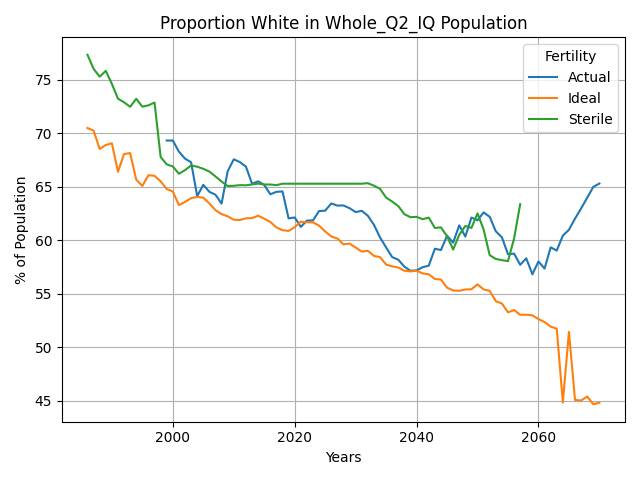 Proportion White in Whole_Q2_IQ Population
Fertility
Actual
Ideal
Sterile
% of Population
75
70
65
60
55
50
45
2000
2020
2040
2060
Years